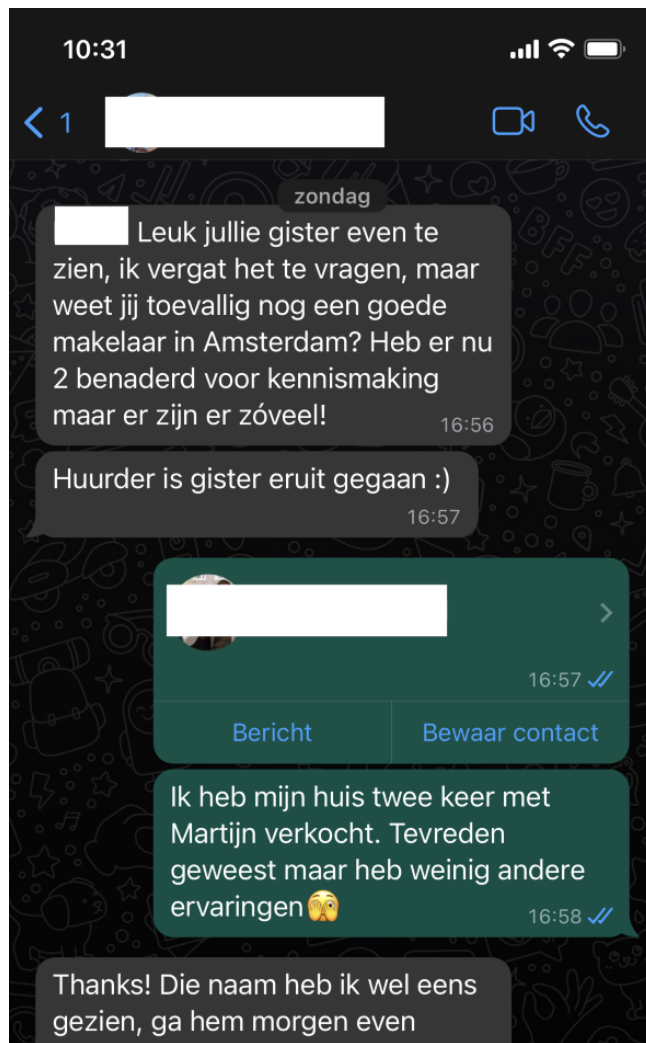 10:31
1
zondag
Leuk jullie gister even te
zien, ik vergat het te vragen, maar
weet jij toevallig nog een goede
makelaar in Amsterdam? Heb er nu
2 benaderd voor kennismaking
maar er zijn er zóveel!
16:56
Huurder is gister eruit gegaan :)
16:57
16:57
Bericht
Bewaar contact
Ik heb mijn huis twee keer met
Martijn verkocht. Tevreden
geweest maar heb weinig andere
ervaringen🫣
16:58
Thanks! Die naam heb ik wel eens
gezien, ga hem morgen even